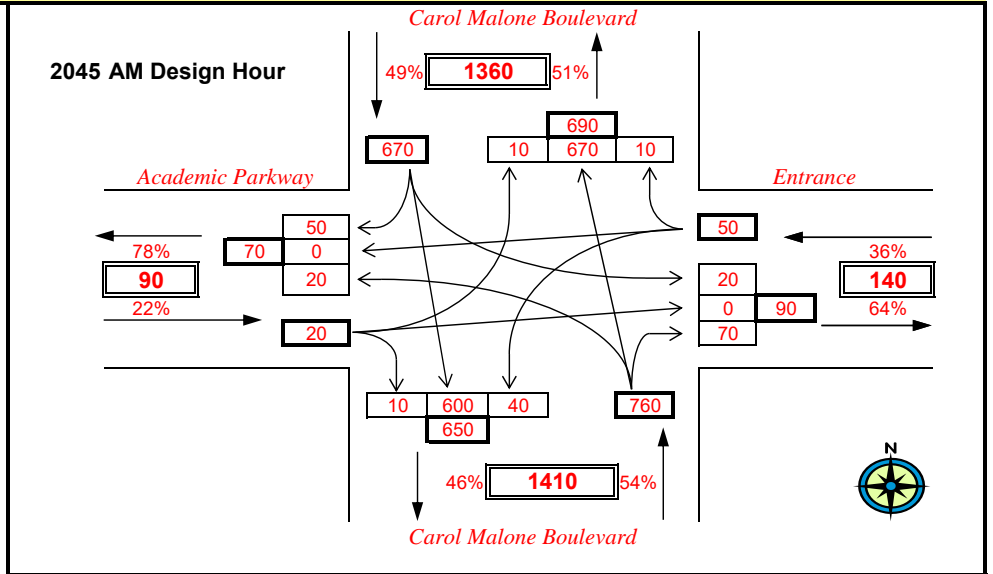 Carol Malone Boulevard
2045 AM Design Hour
49% 1360 51%
690
670 10 670 10
Academic Parkway Entrance
50 50
78% 70 0 36%
90 20 20 140
22% 0 90 64%
20 70
10 600 40 760
650
N
46% 1410 54%
Carol Malone Boulevard